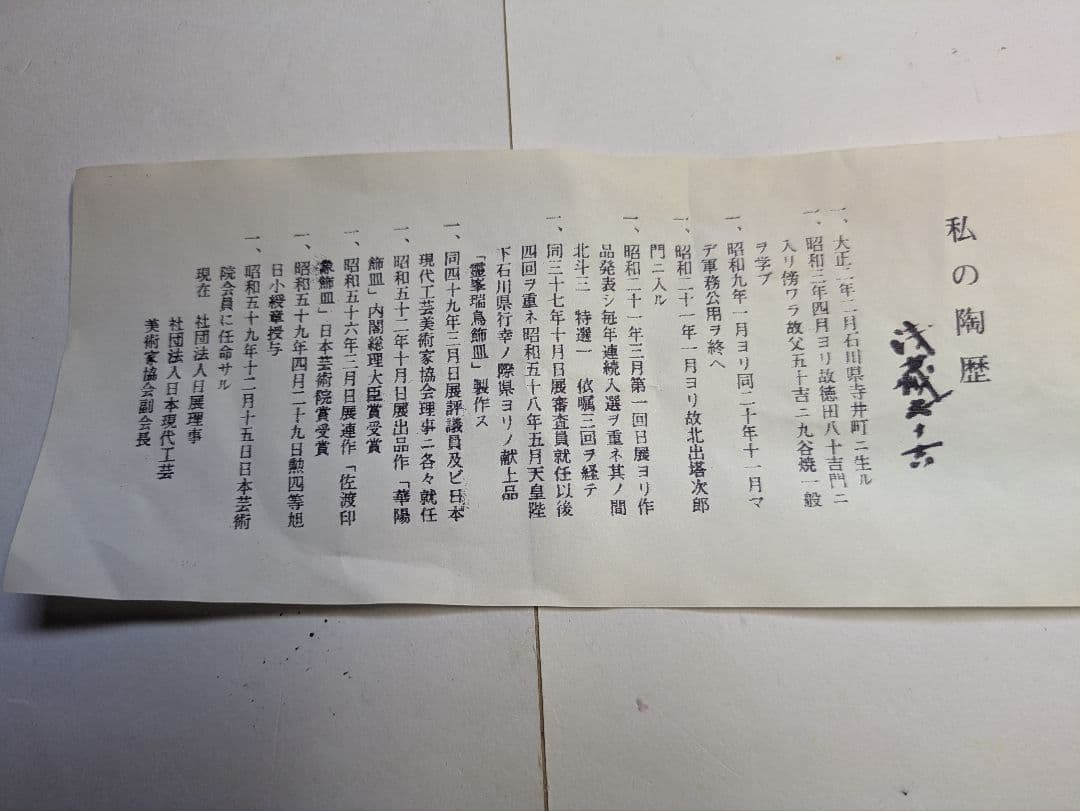 私の陶歴
浅蔵五十吉
一、大正二年二月石川県寺井町ニ生ル
一、昭和三年四月ヨリ故徳田八十吉門ニ
入リ傍ワラ故父五十吉ニ九谷焼一般
ヲ学ブ
一、昭和九年一月ヨリ同二十年十一月マ
デ軍務公用ヲ終ヘ
一、昭和二十一年一月ヨリ故北出塔次郎
門ニ入ル
一、昭和二十一年三月第一回日展ヨリ作
品発表シ毎年連続入選ヲ重ネ其ノ間
北斗三 特選一 依嘱三回ヲ経テ
一、同三十七年十月日展審査員就任以後
四回ヲ重ネ昭和五十八年五月天皇陛
下石川県行幸ノ際県ヨリノ献上品
「靈峯瑞鳥飾皿」製作ス
一、同四十九年三月日展評議員及ビ日本
現代工芸美術家協会理事ニ各々就任
一、昭和五十二年十月日展出品作「華陽
飾皿」内閣総理大臣賞受賞
一、昭和五十六年三月日展連作「佐渡印
象飾皿」日本芸術院賞受賞
一、昭和五十九年四月二十九日勲四等旭
日小綬章授与
一、昭和五十九年十二月十五日日本芸術
院会員に任命サル
現在 社団法人日展理事
社団法人日本現代工芸
美術家協会副会長